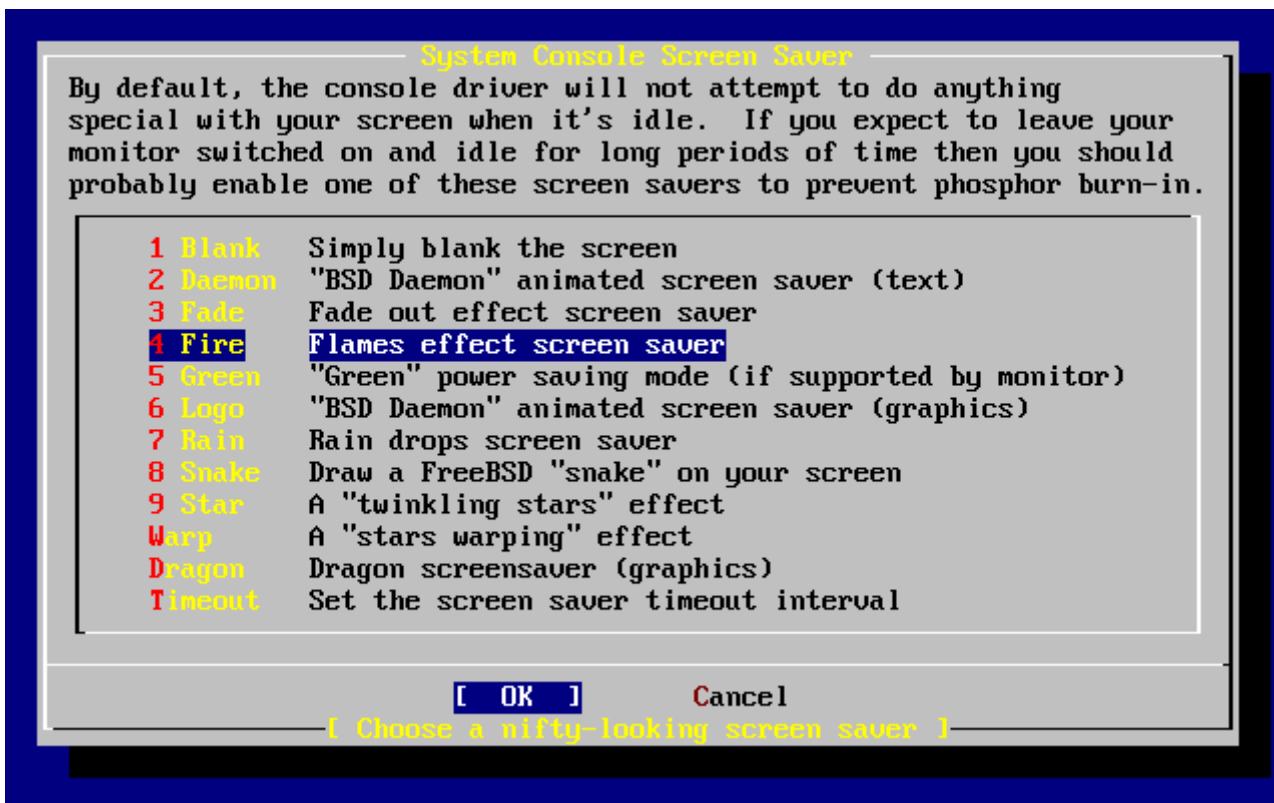 System Console Screen Saver
By default, the console driver will not attempt to do anything
special with your screen when it's idle.  If you expect to leave your
monitor switched on and idle for long periods of time then you should
probably enable one of these screen savers to prevent phosphor burn-in.
1 Blank Simply blank the screen
2 Daemon "BSD Daemon" animated screen saver (text)
3 Fade Fade out effect screen saver
4 Fire Flames effect screen saver
5 Green "Green" power saving mode (if supported by monitor)
6 Logo "BSD Daemon" animated screen saver (graphics)
7 Rain Rain drops screen saver
8 Snake Draw a FreeBSD "snake" on your screen
9 Star A "twinkling stars" effect
Warp A "stars warping" effect
Dragon Dragon screensaver (graphics)
Timeout Set the screen saver timeout interval
[ OK ] Cancel
[ Choose a nifty-looking screen saver ]